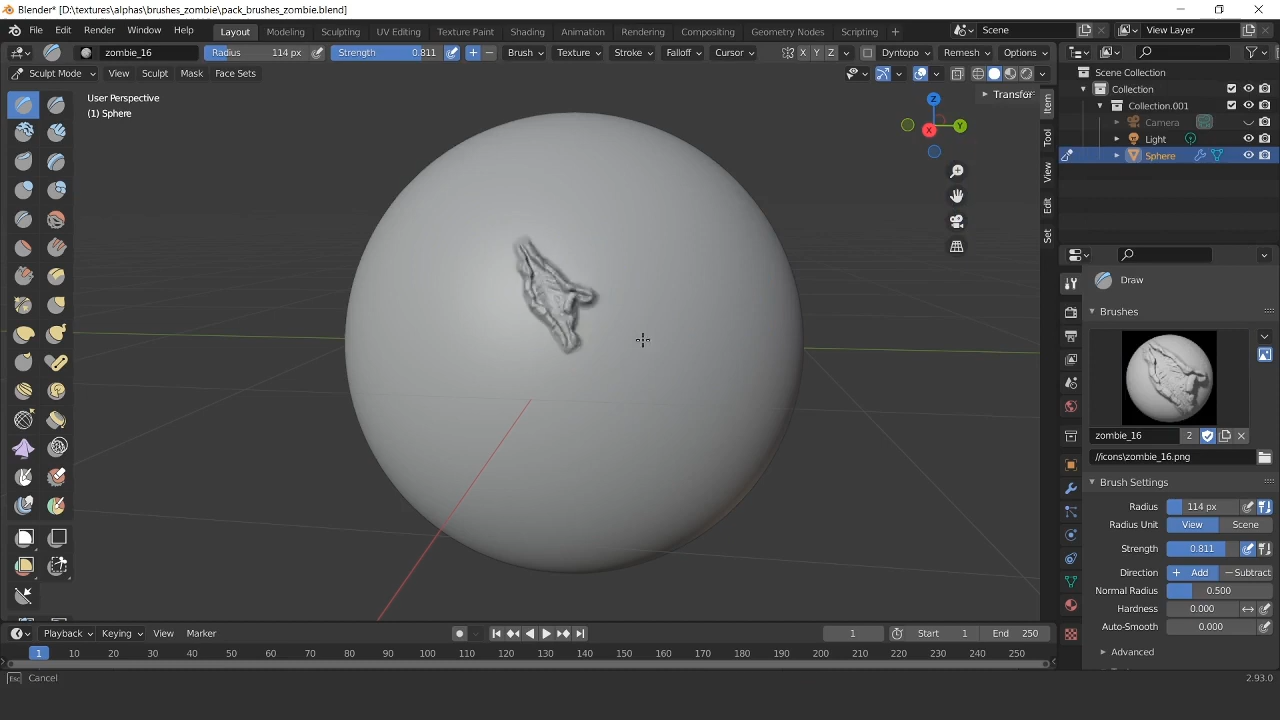 Blender* [D:\textures\alphas\brushes_zombie\pack_brushes_zombie.blend]
File Edit Render Window Help Layout Modeling Sculpting UV Editing Texture Paint Shading Animation Rendering Compositing Geometry Nodes Scripting + Scene View Layer
zombie_16 Radius 114 px Strength 0.811 Brush Texture Stroke Falloff Cursor X Y Z Dyntopo Remesh Options
Sculpt Mode View Sculpt Mask Face Sets
User Perspective
(1) Sphere
Transform
Z
Y
X
Item
Tool
View
Edit
Set
Scene Collection
Collection
Collection.001
Camera
Light
Sphere
Draw
Brushes
zombie_16 2
//icons\zombie_16.png
Brush Settings
Radius 114 px
Radius Unit View Scene
Strength 0.811
Direction + Add − Subtract
Normal Radius 0.500
Hardness 0.000
Auto-Smooth 0.000
Advanced
Playback Keying View Marker 1 Start 1 End 250
1 10 20 30 40 50 60 70 80 90 100 110 120 130 140 150 160 170 180 190 200 210 220 230 240 250
Esc Cancel 2.93.0